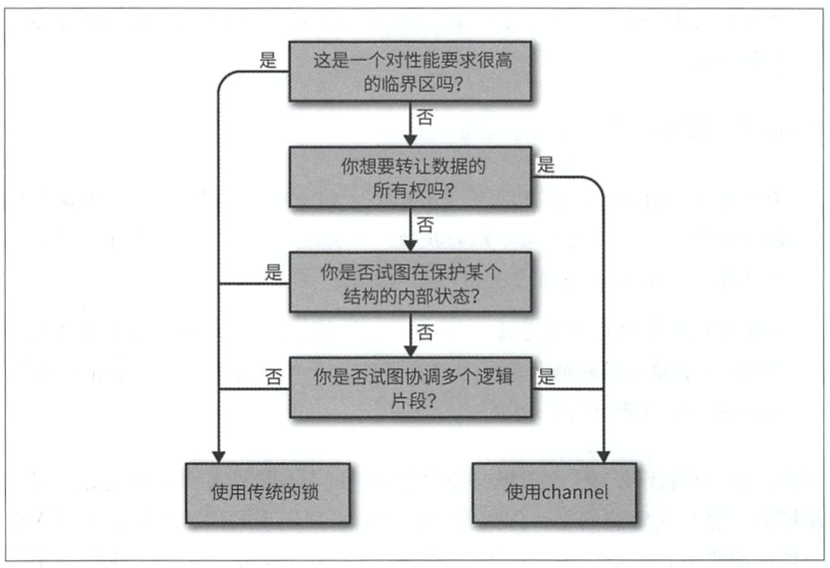 是
这是一个对性能要求很高
的临界区吗？
否
你想要转让数据的
所有权吗？
是
否
是
你是否试图在保护某个
结构的内部状态？
否
否
你是否试图协调多个逻辑
片段？
是
使用传统的锁
使用channel